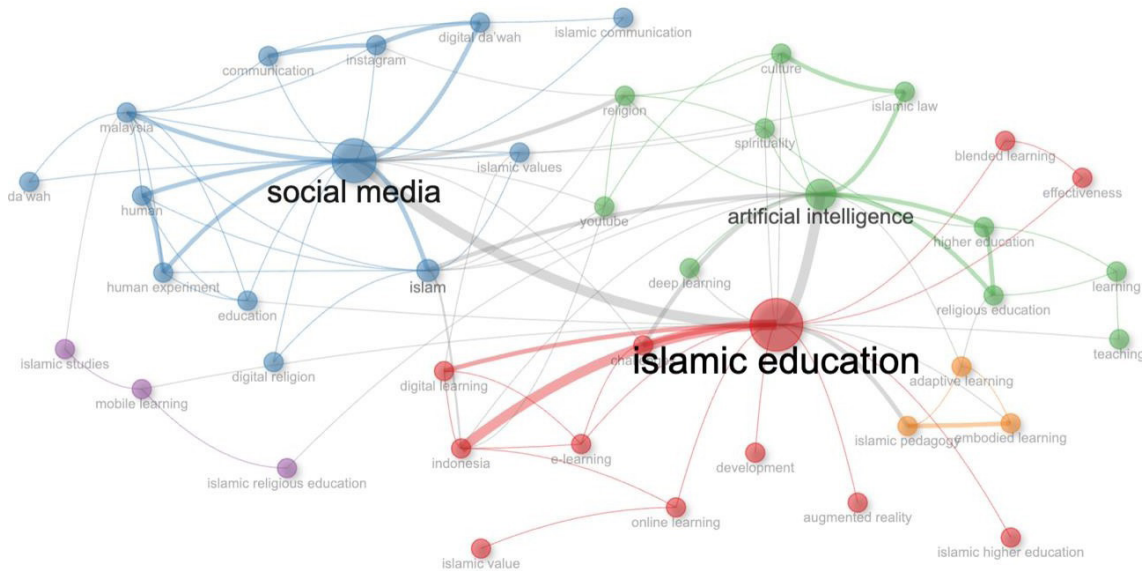 digital da'wah
islamic communication
communication
instagram
culture
religion
islamic law
malaysia
spirituality
blended learning
islamic values
da'wah
social media
effectiveness
human
youtube
artificial intelligence
higher education
deep learning
human experiment
islam
learning
education
religious education
islamic studies
islamic education
teaching
digital religion
digital learning
adaptive learning
mobile learning
islamic pedagogy
embodied learning
indonesia
e-learning
development
islamic religious education
online learning
augmented reality
islamic value
islamic higher education